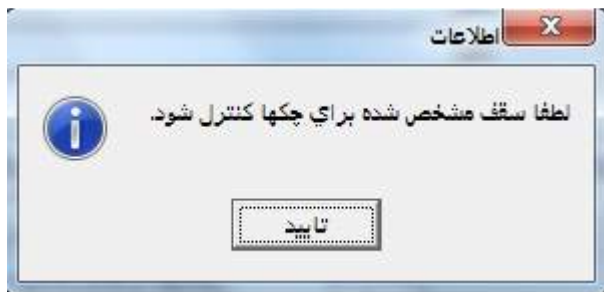 اطلاعات
لطفا سقف مشخص شده براي چكها كنترل شود.
تاييد